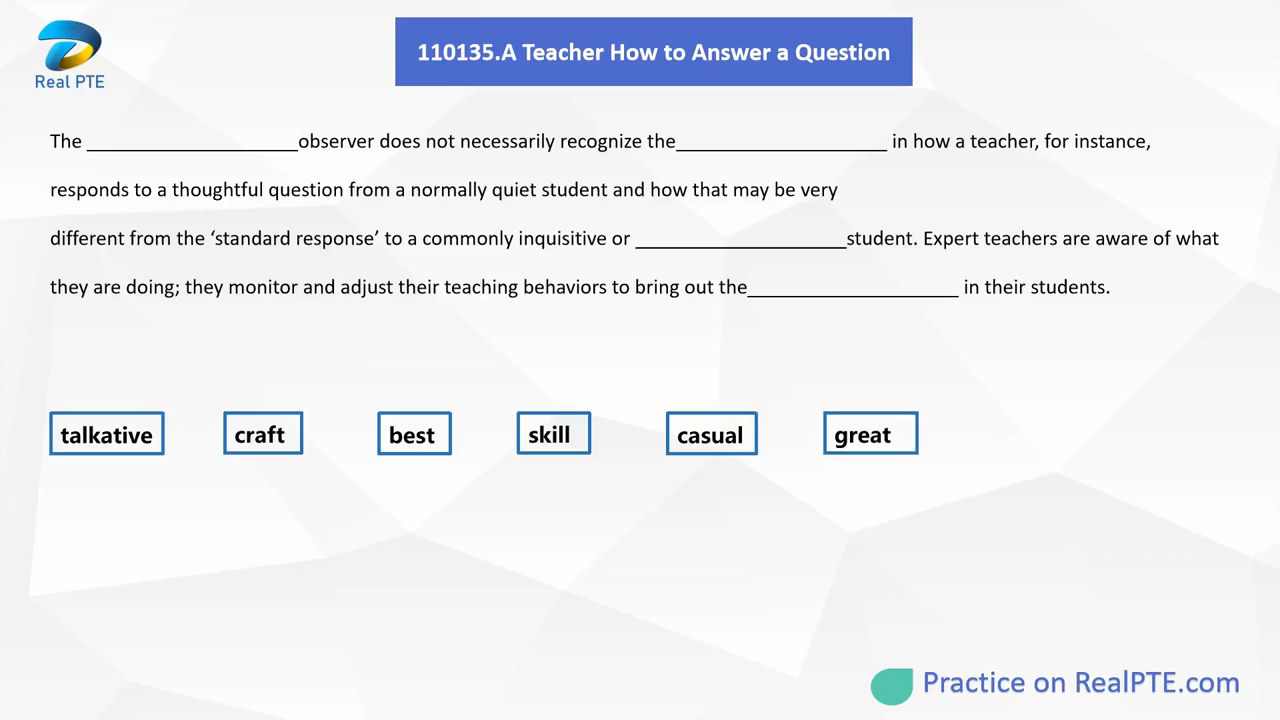 110135.A Teacher How to Answer a Question
Real PTE
The ____________________observer does not necessarily recognize the____________________ in how a teacher, for instance,
responds to a thoughtful question from a normally quiet student and how that may be very
different from the ‘standard response’ to a commonly inquisitive or ____________________student. Expert teachers are aware of what
they are doing; they monitor and adjust their teaching behaviors to bring out the____________________ in their students.
talkative craft best skill casual great
Practice on RealPTE.com